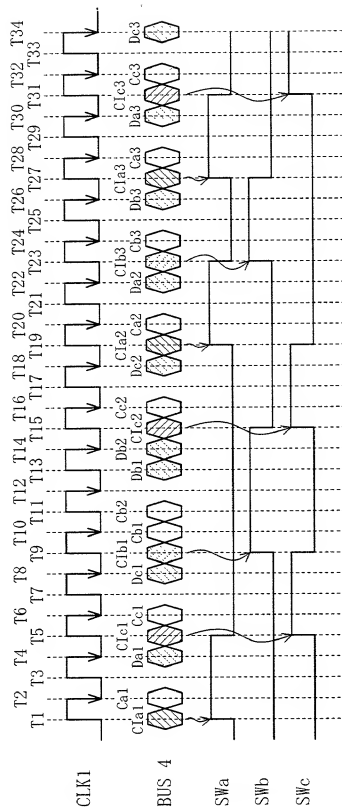 T1 T2 T3 T4 T5 T6 T7 T8 T9 T10 T11 T12 T13 T14 T15 T16 T17 T18 T19 T20 T21 T22 T23 T24 T25 T26 T27 T28 T29 T30 T31 T32 T33 T34
CLK1
Ca1 CIc1 CIb1 Cb2 Db2 Cc2 CIa2 CIb3 CIa3 CIc3
CIa1 Da1 Cc1 Dc1 Cb1 Db1 CIc2 Dc2 Ca2 Da2 Cb3 Db3 Ca3 Da3 Cc3 Dc3
BUS 4
SWa
SWb
SWc